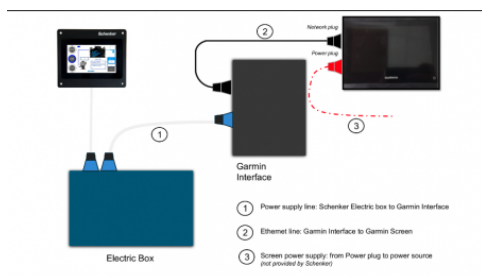 Schenker
2
Network plug
Power plug
GARMIN
1
3
Garmin
Interface
Electric Box
1 Power supply line: Schenker Electric box to Garmin Interface
2 Ethernet line: Garmin Interface to Garmin Screen
3 Screen power supply: from Power plug to power source
(not provided by Schenker)